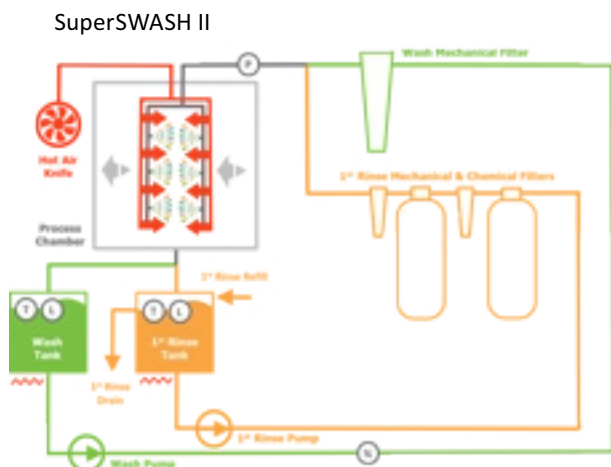 SuperSWASH II
Wash Mechanical Filter
P
Hot Air
Knife
1st Rinse Mechanical & Chemical Filters
Process
Chamber
1st Rinse Refill
T L
T L
Wash
Tank
1st Rinse
Tank
1st Rinse
Drain
1st Rinse Pump
Wash Pump